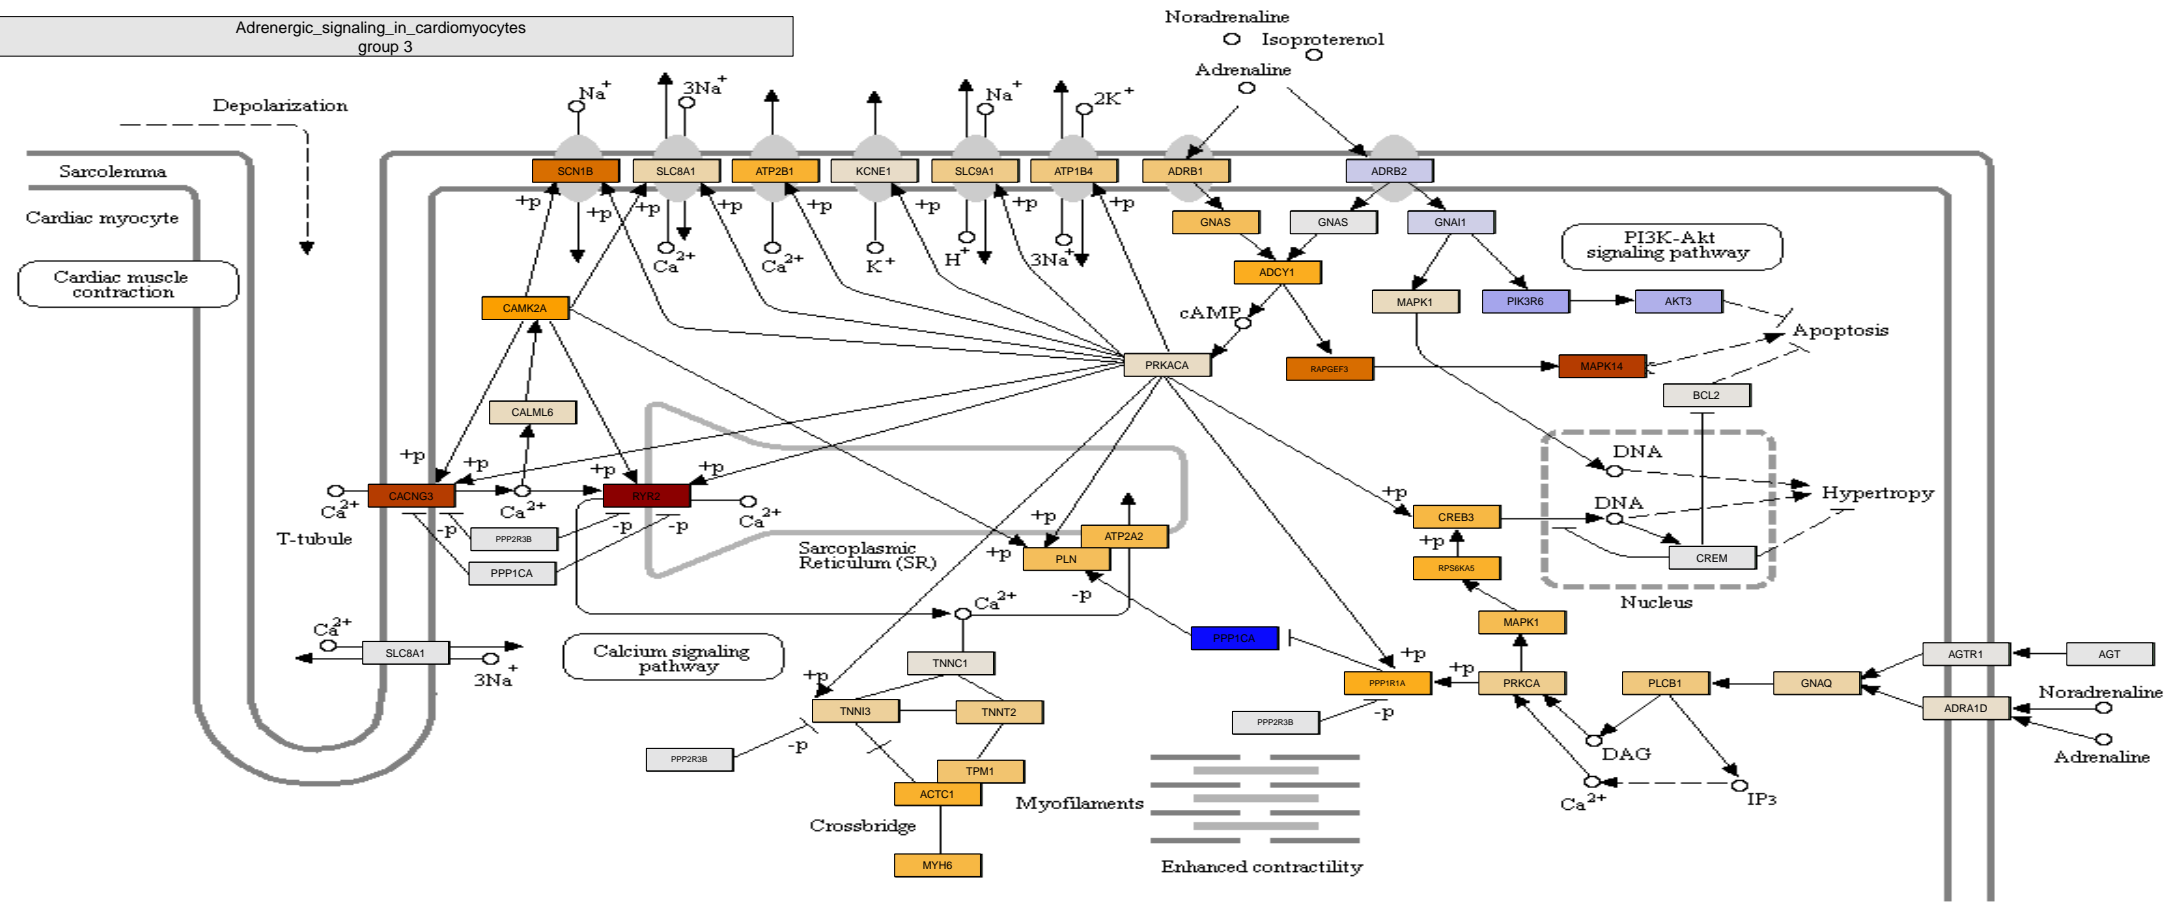 Adrenergic_signaling_in_cardiomyocytes
group 3
Noradrenaline
Isoproterenol
Adrenaline
Depolarization
Na+
3Na+
Na+
2K+
Sarcolemma
SCN1B
SLC8A1
ATP2B1
KCNE1
SLC9A1
ATP1B4
ADRB1
ADRB2
Cardiac myocyte
+p
+p
+p
+p
+p
+p
+p
+p
GNAS
GNAS
GNAI1
Ca2+
Ca2+
K+
H+
3Na+
PI3K-Akt
signaling pathway
Cardiac muscle
contraction
ADCY1
CAMK2A
cAMP
MAPK1
PIK3R6
AKT3
Apoptosis
PRKACA
RAPGEF3
MAPK14
BCL2
CALML6
DNA
+p
+p
+p
+p
CACNG3
RYR2
Ca2+
Ca2+
Ca2+
-p
-p
-p
+p
DNA
Hypertropy
T-tubule
PPP2R3B
PPP1CA
Sarcoplasmic
Reticulum (SR)
+p
+p
ATP2A2
PLN
-p
CREB3
+p
RPS6KA5
CREM
Nucleus
Ca2+
Ca2+
SLC8A1
3Na+
Calcium signaling
pathway
TNNC1
PPP1CA
MAPK1
+p
+p
+p
PPP1R1A
PRKCA
PLCB1
GNAQ
AGTR1
AGT
Noradrenaline
ADRA1D
Adrenaline
TNNI3
TNNT2
PPP2R3B
-p
-p
PPP2R3B
DAG
TPM1
ACTC1
Myofilaments
Ca2+
IP3
Crossbridge
MYH6
Enhanced contractility